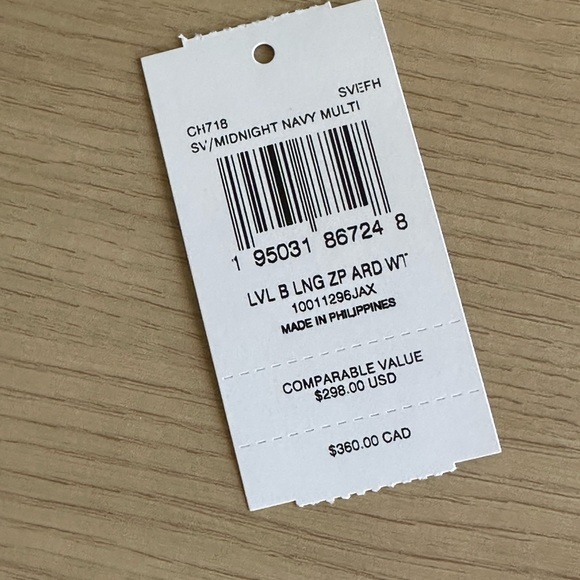 CH718 SVEFH
SV/MIDNIGHT NAVY MULTI
1 95031 86724 8
LVL B LNG ZP ARD WT
10011296JAX
MADE IN PHILIPPINES
COMPARABLE VALUE
$298.00 USD
$360.00 CAD